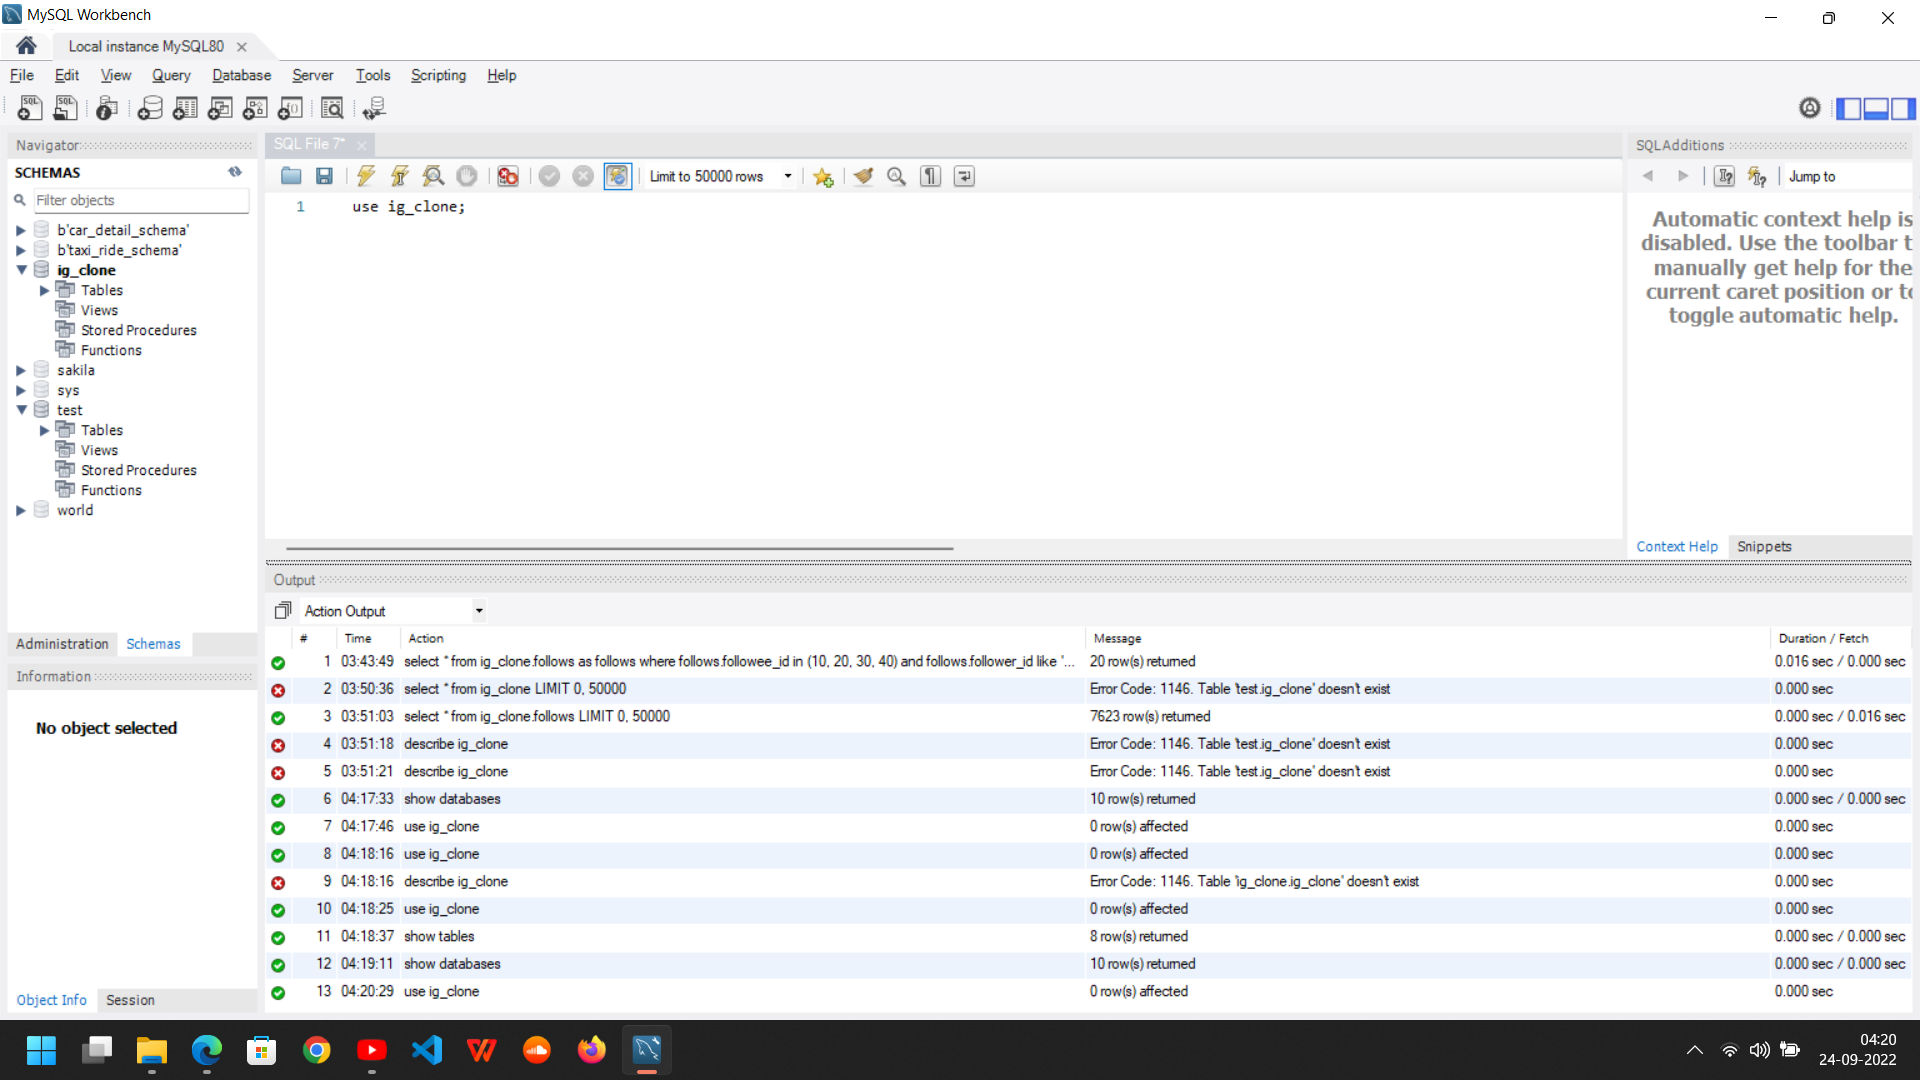 MySQL Workbench
Local instance MySQL80
File Edit View Query Database Server Tools Scripting Help
Navigator
SCHEMAS
Filter objects
b'car_detail_schema'
b'taxi_ride_schema'
ig_clone
Tables
Views
Stored Procedures
Functions
sakila
sys
test
Tables
Views
Stored Procedures
Functions
world
Administration Schemas
Information
No object selected
Object Info Session
SQL File 7*
Limit to 50000 rows
1 use ig_clone;
SQLAdditions
Jump to
Automatic context help is
disabled. Use the toolbar t
manually get help for the
current caret position or to
toggle automatic help.
Context Help Snippets
Output
Action Output
# Time Action Message Duration / Fetch
1 03:43:49 select * from ig_clone.follows as follows where follows.followee_id in (10, 20, 30, 40) and follows.follower_id like '... 20 row(s) returned 0.016 sec / 0.000 sec
2 03:50:36 select * from ig_clone LIMIT 0, 50000 Error Code: 1146. Table 'test.ig_clone' doesn't exist 0.000 sec
3 03:51:03 select * from ig_clone.follows LIMIT 0, 50000 7623 row(s) returned 0.000 sec / 0.016 sec
4 03:51:18 describe ig_clone Error Code: 1146. Table 'test.ig_clone' doesn't exist 0.000 sec
5 03:51:21 describe ig_clone Error Code: 1146. Table 'test.ig_clone' doesn't exist 0.000 sec
6 04:17:33 show databases 10 row(s) returned 0.000 sec / 0.000 sec
7 04:17:46 use ig_clone 0 row(s) affected 0.000 sec
8 04:18:16 use ig_clone 0 row(s) affected 0.000 sec
9 04:18:16 describe ig_clone Error Code: 1146. Table 'ig_clone.ig_clone' doesn't exist 0.000 sec
10 04:18:25 use ig_clone 0 row(s) affected 0.000 sec
11 04:18:37 show tables 8 row(s) returned 0.000 sec / 0.000 sec
12 04:19:11 show databases 10 row(s) returned 0.000 sec / 0.000 sec
13 04:20:29 use ig_clone 0 row(s) affected 0.000 sec
04:20
24-09-2022